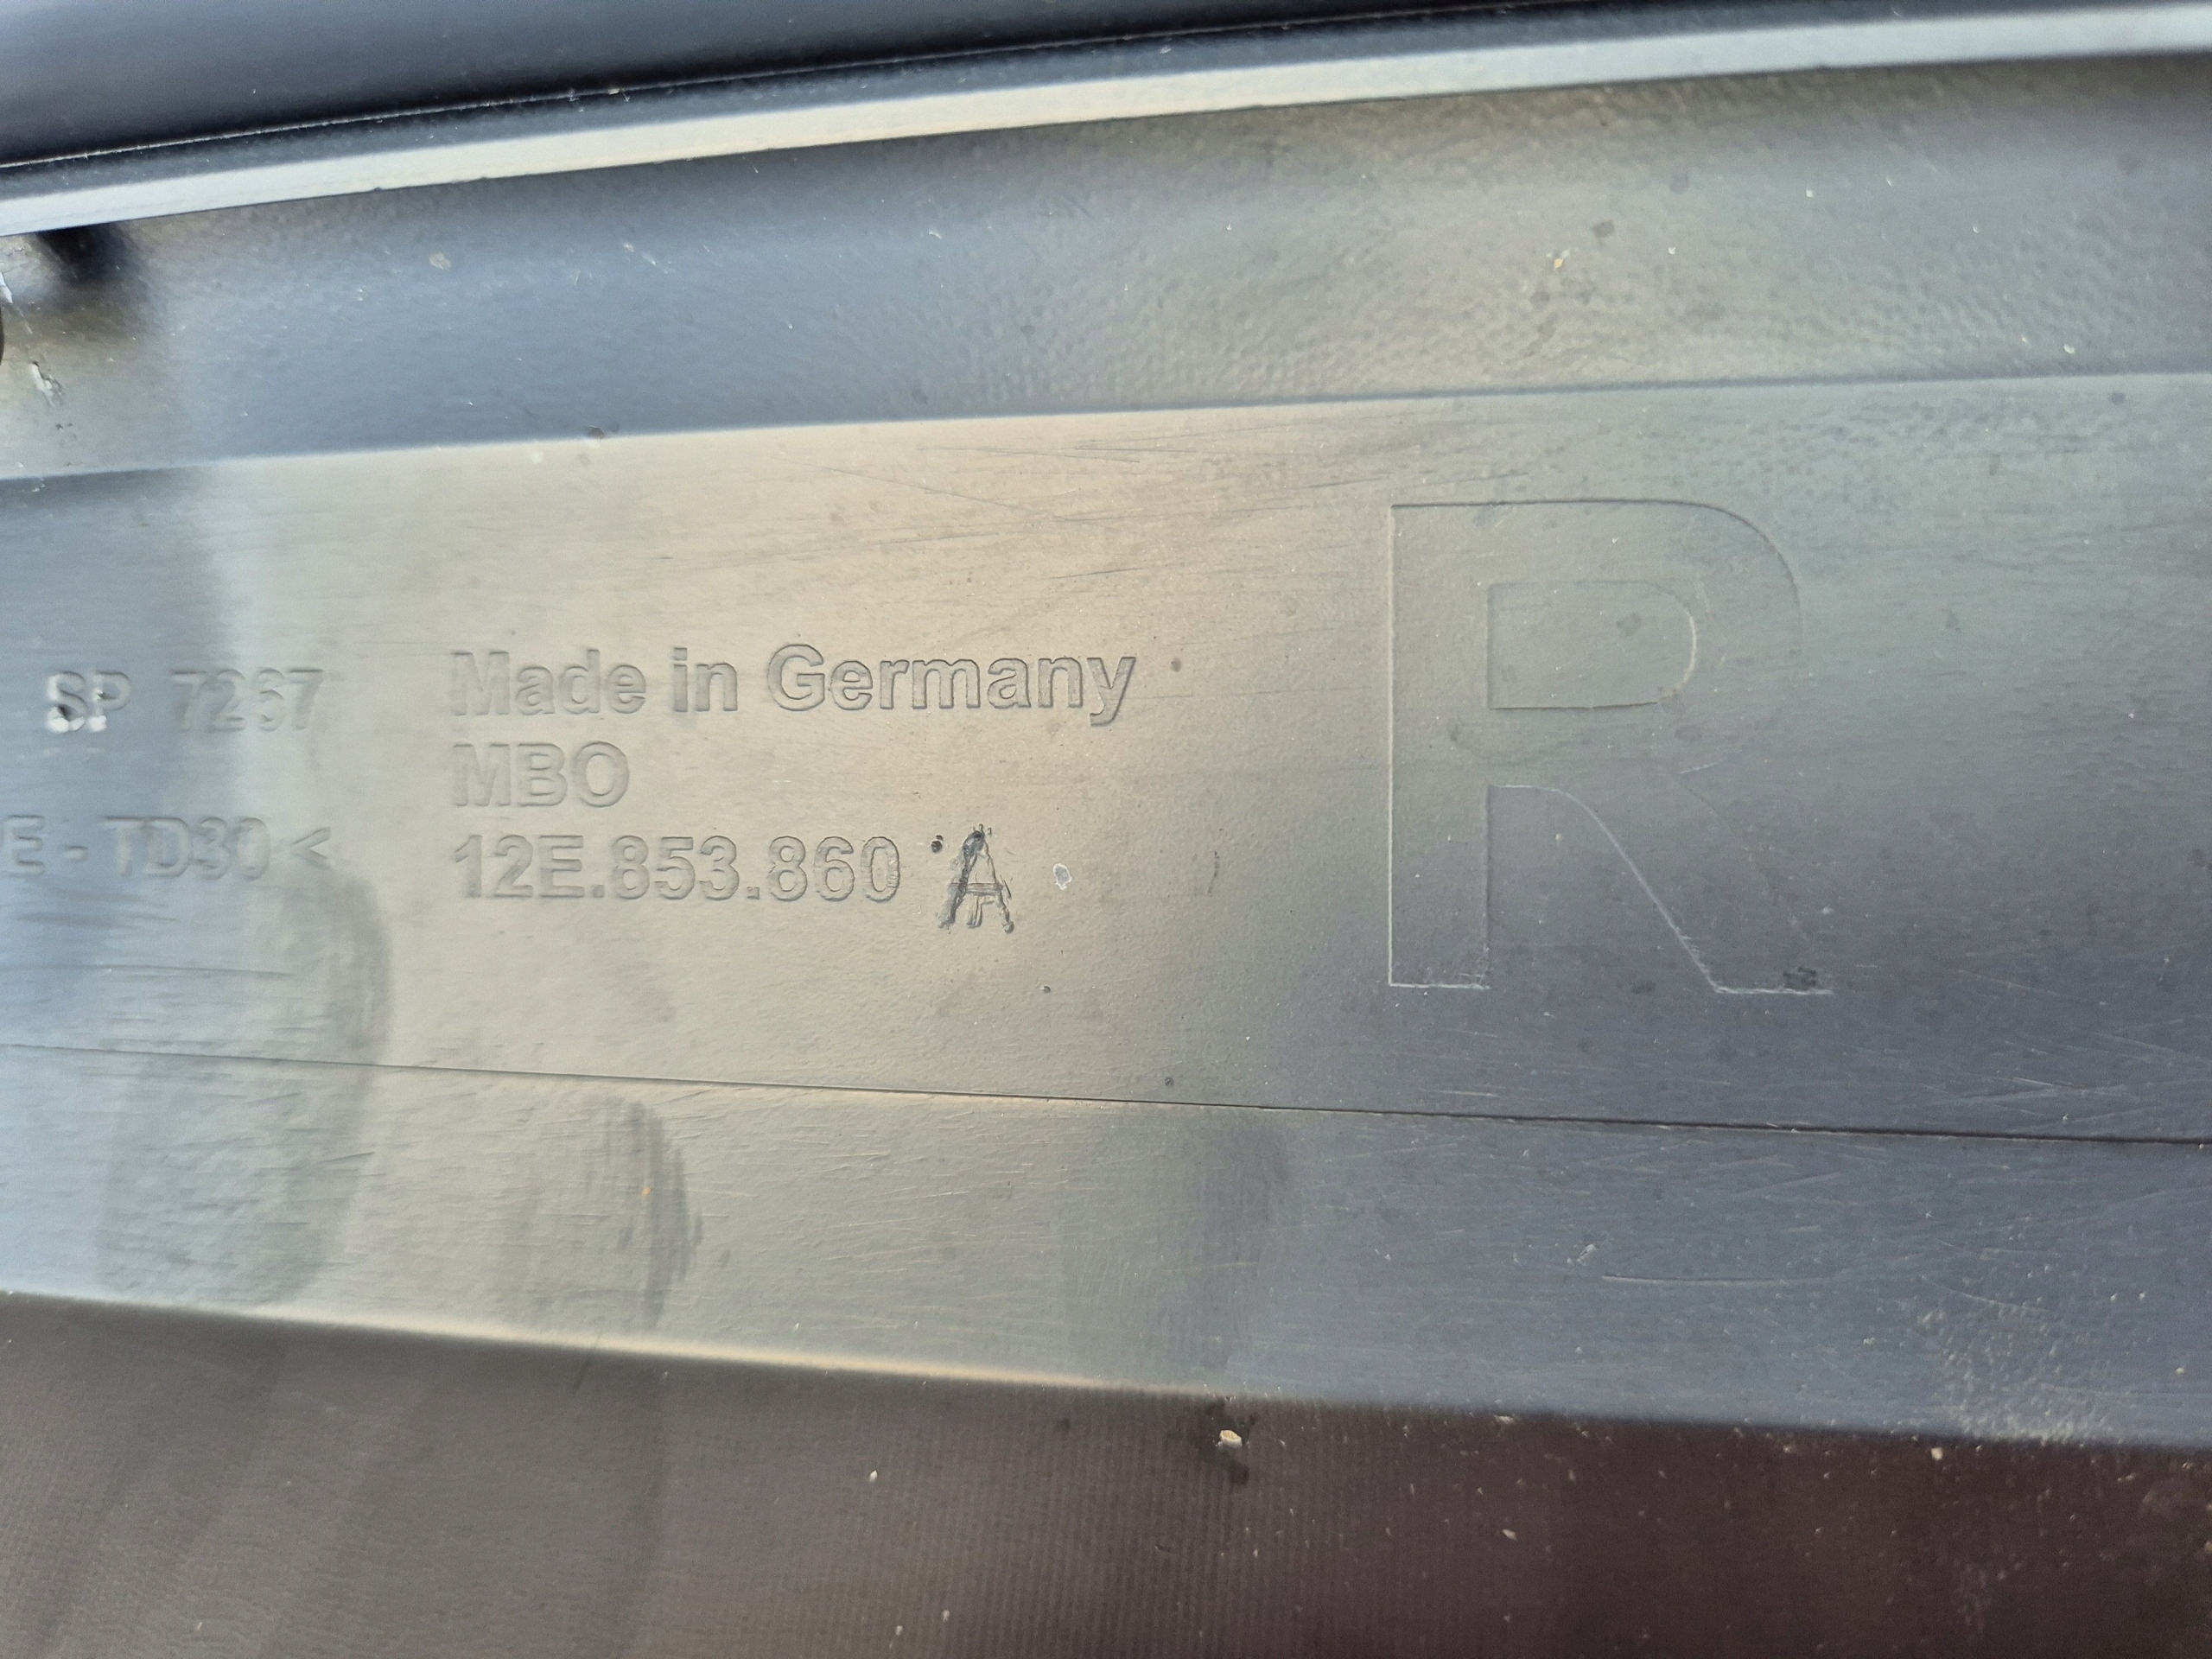 SP 7267
E - TD30<
Made in Germany
MBO
12E.853.860 A
R